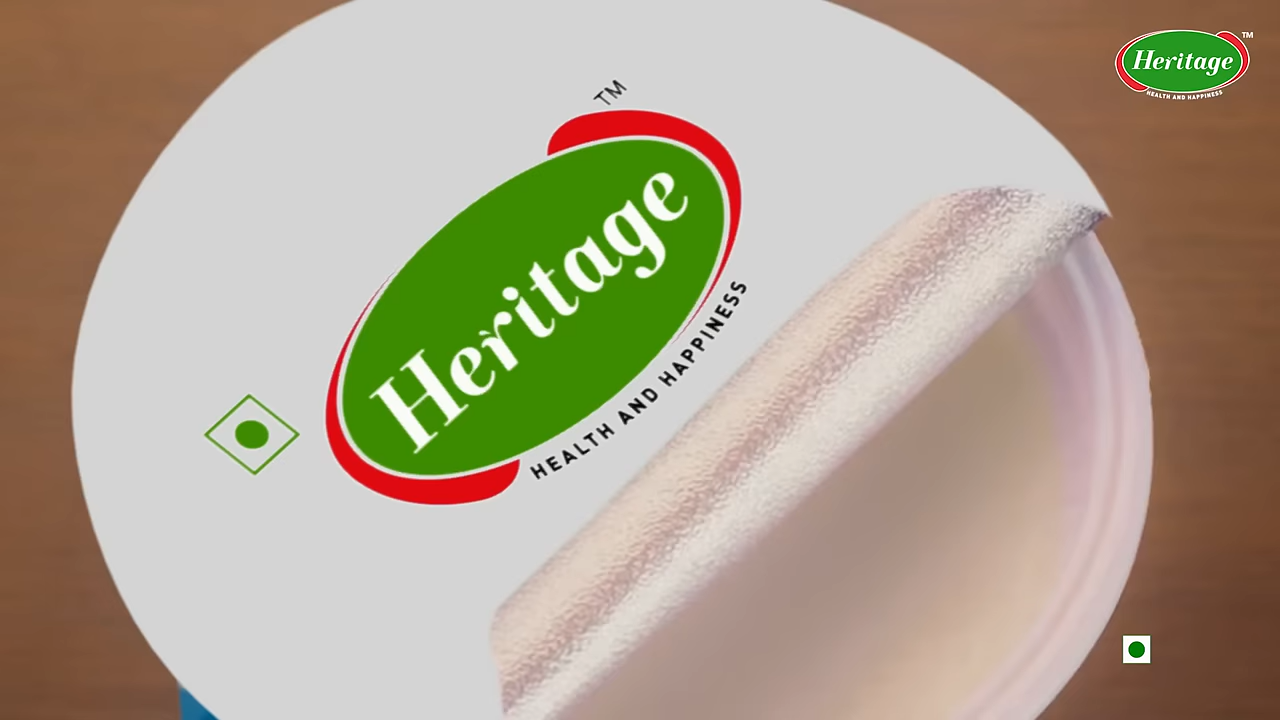 TM
Heritage
HEALTH AND HAPPINESS
Heritage
TM
HEALTH AND HAPPINESS